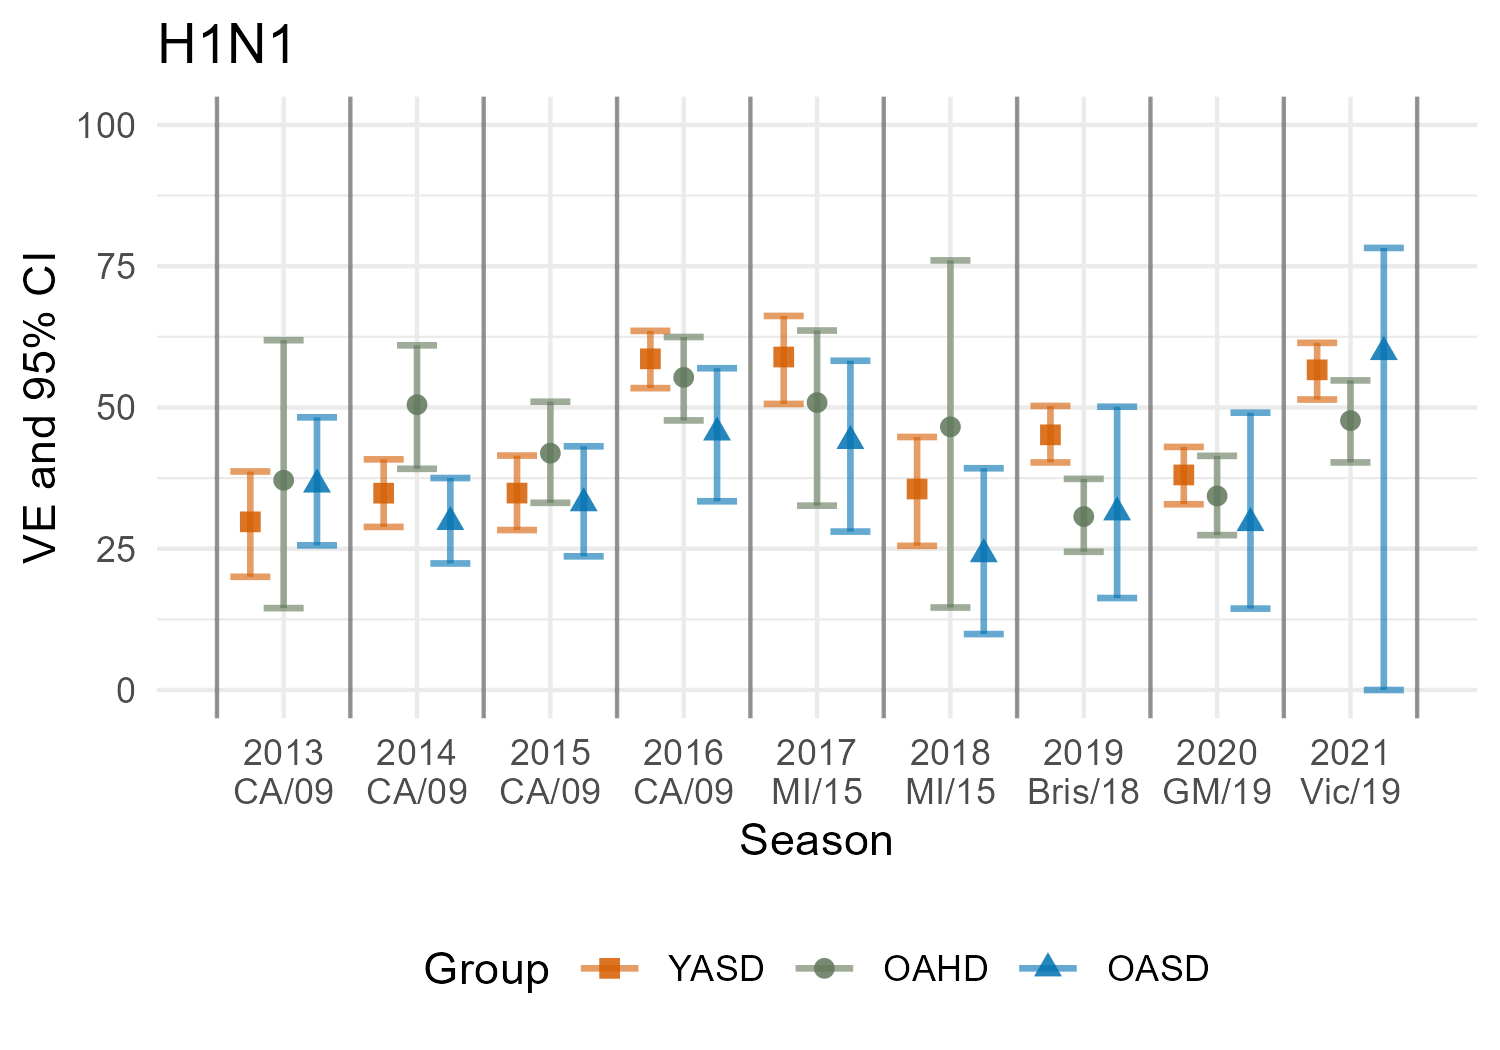 H1N1
VE and 95% CI
100
75
50
25
0
2013 2014 2015 2016 2017 2018 2019 2020 2021
CA/09 CA/09 CA/09 CA/09 MI/15 MI/15 Bris/18 GM/19 Vic/19
Season
Group YASD OAHD OASD